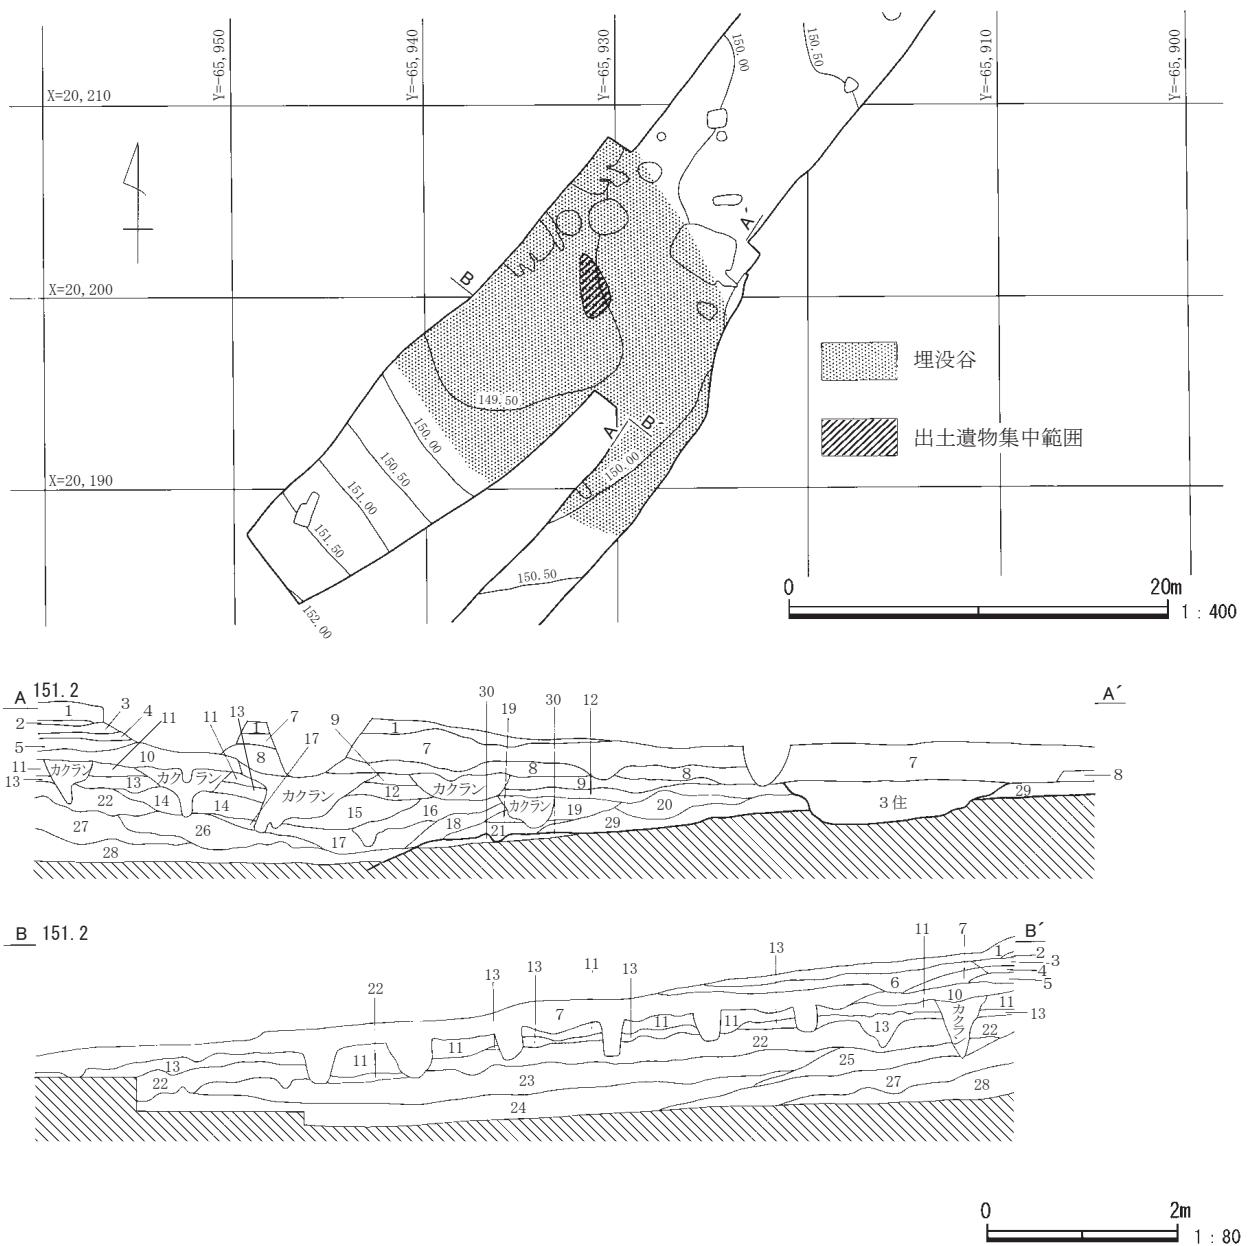 Y=-65,950
Y=-65,940
Y=-65,930
Y=-65,910
Y=-65,900
X=20,210
X=20,200
X=20,190
150.00
150.50
A´
B
149.50
A
B´
150.00
150.00
150.50
151.00
151.50
152.00
150.50
埋没谷
出土遺物集中範囲
0 20m
1：400
A 151.2 A´
1 2 3 4 5 11 10 11 13 1 7 8 9 17 1 7 30 19 30 12 7 8
11 カクラン カクラン カクラン カクラン カクラン 8 8 9
13 13 22 14 14 12 15 16 18 21 19 20 29 3住 29
27 26 17 28
B 151.2 B´
22 13 13 11 13 13 11 7 1 2 3 4 5
7 6 10 11 13
13 11 11 11 11 13 カクラン 22
22 22 23 24 25 27 28
0 2m
1：80